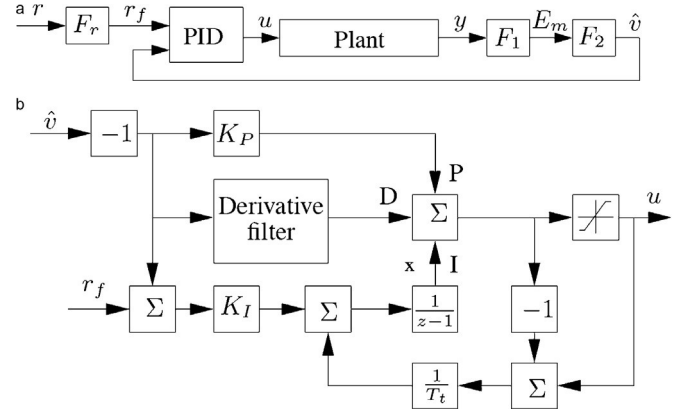 a r F_r r_f PID u Plant y F_1 E_m F_2 v̂
b
v̂ −1 K_P P
D Derivative filter Σ u
x I
r_f Σ K_I Σ 1/(z−1) −1
1/T_t Σ